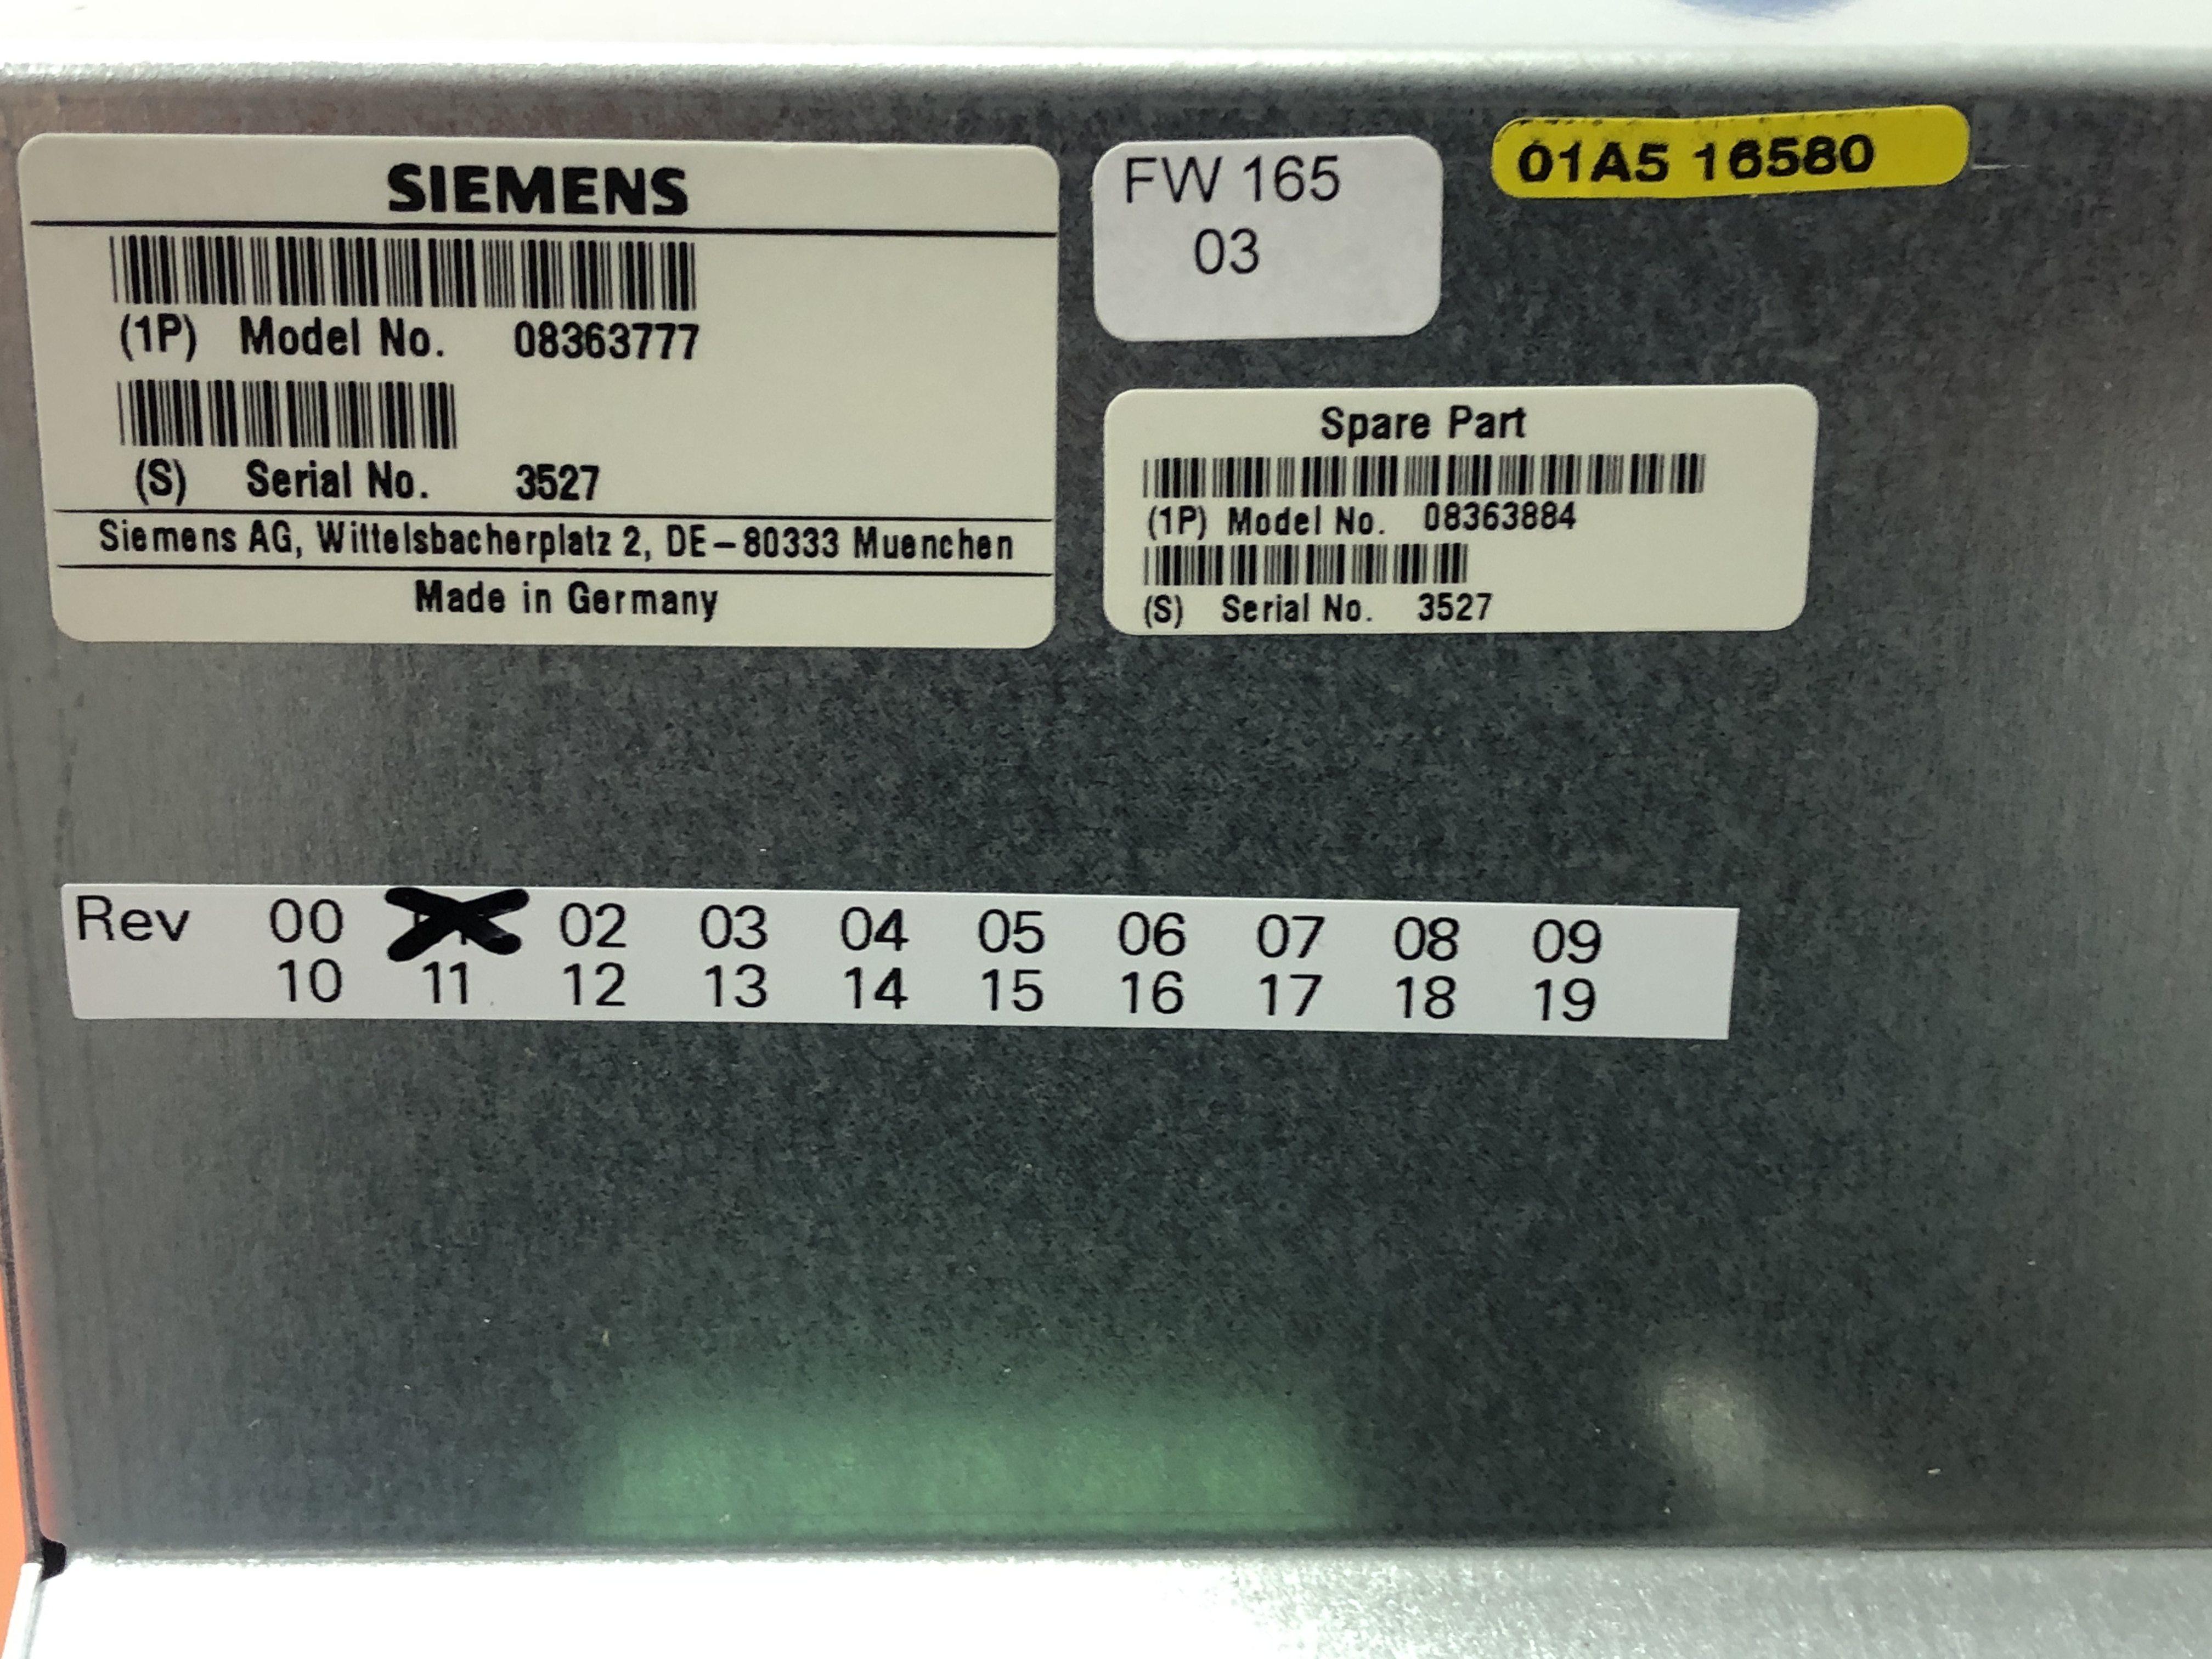 SIEMENS
(1P) Model No. 08363777
(S) Serial No. 3527
Siemens AG, Wittelsbacherplatz 2, DE-80333 Muenchen
Made in Germany
FW 165
03
01A5 16580
Spare Part
(1P) Model No. 08363884
(S) Serial No. 3527
Rev 00 02 03 04 05 06 07 08 09
10 11 12 13 14 15 16 17 18 19